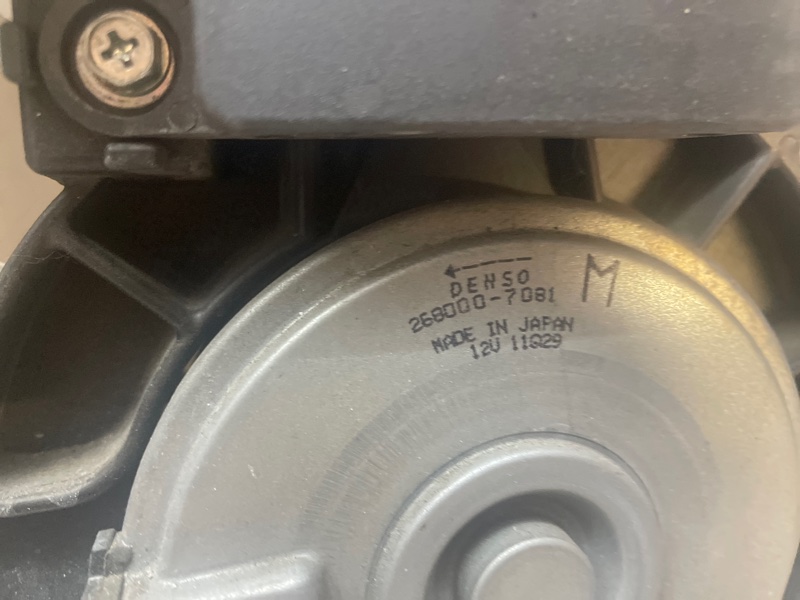 DENSO
268000-7081
M
MADE IN JAPAN
12V 11Q29